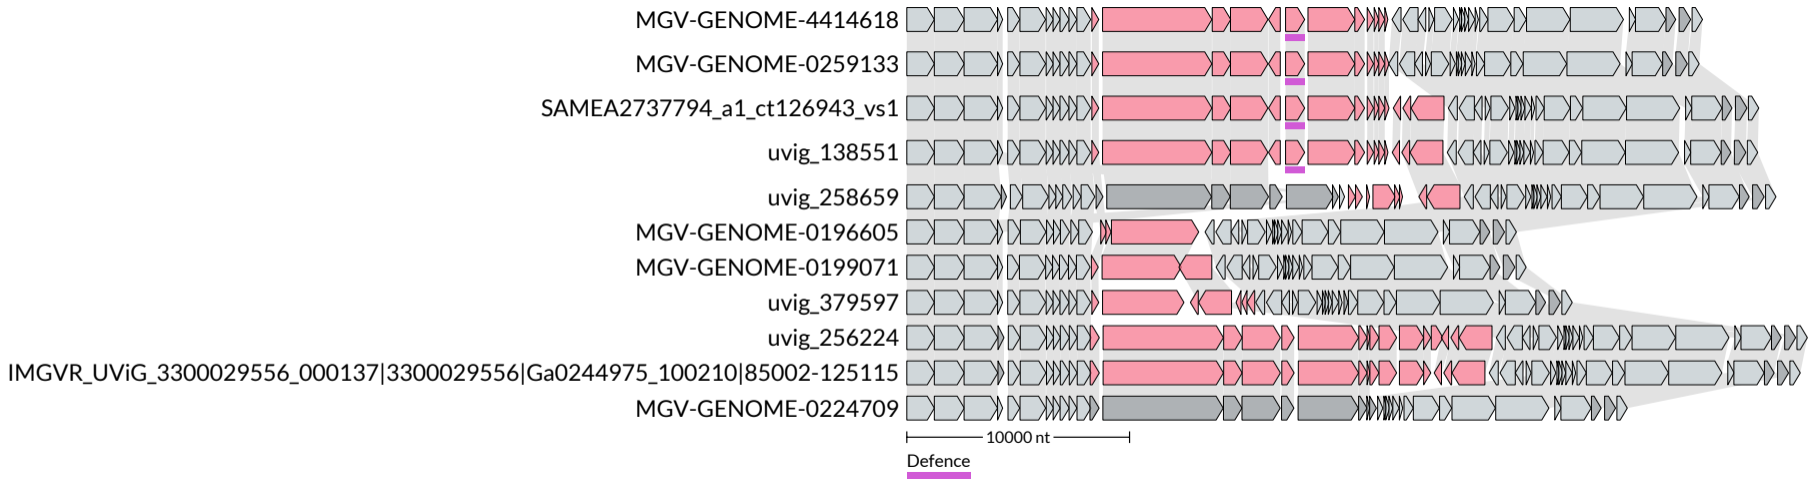 MGV-GENOME-4414618
MGV-GENOME-0259133
SAMEA2737794_a1_ct126943_vs1
uvig_138551
uvig_258659
MGV-GENOME-0196605
MGV-GENOME-0199071
uvig_379597
uvig_256224
IMGVR_UViG_3300029556_000137|3300029556|Ga0244975_100210|85002-125115
MGV-GENOME-0224709
10000 nt
Defence